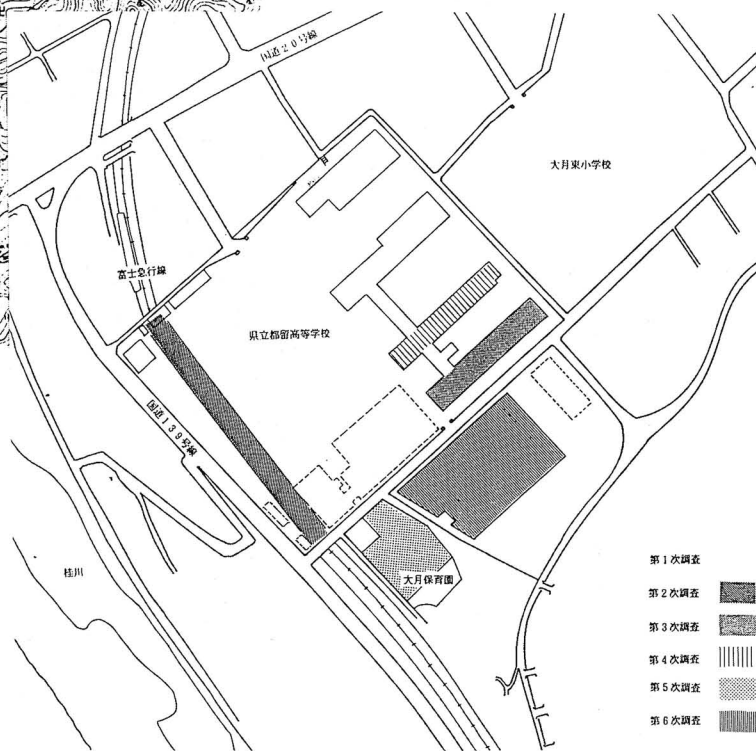 国道20号線
大月東小学校
富士急行線
県立都留高等学校
国道139号線
桂川
大月保育園
第1次調査
第2次調査
第3次調査
第4次調査
第5次調査
第6次調査